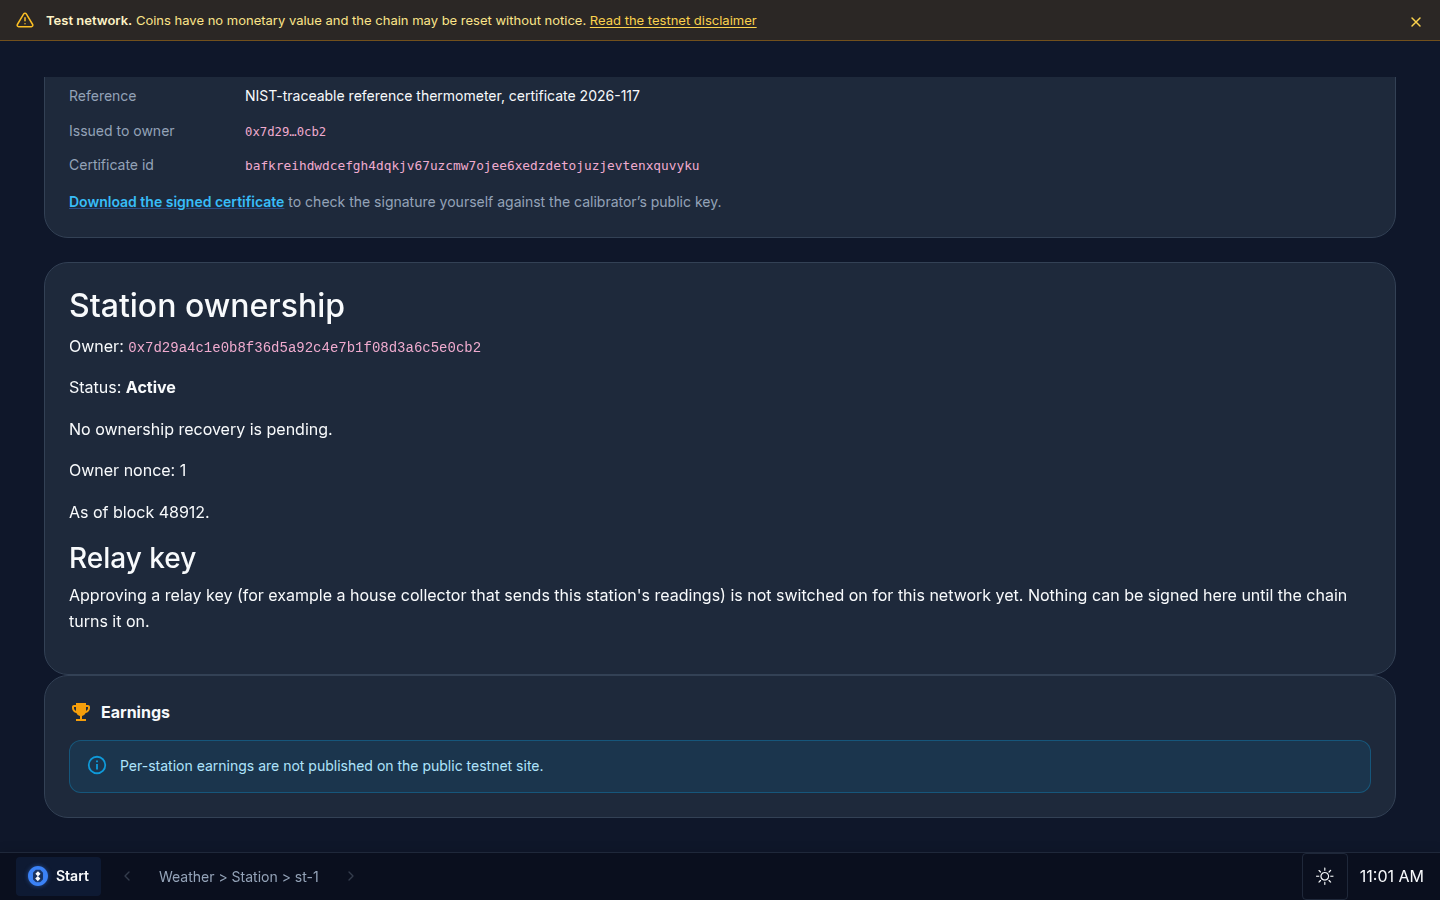 Test network. Coins have no monetary value and the chain may be reset without notice. Read the testnet disclaimer
Reference NIST-traceable reference thermometer, certificate 2026-117
Issued to owner 0x7d29…0cb2
Certificate id bafkreihdwdcefgh4dqkjv67uzcmw7ojee6xedzdetojuzjevtenxquvyku
Download the signed certificate to check the signature yourself against the calibrator’s public key.
Station ownership
Owner: 0x7d29a4c1e0b8f36d5a92c4e7b1f08d3a6c5e0cb2
Status: Active
No ownership recovery is pending.
Owner nonce: 1
As of block 48912.
Relay key
Approving a relay key (for example a house collector that sends this station's readings) is not switched on for this network yet. Nothing can be signed here until the chain
turns it on.
Earnings
Per-station earnings are not published on the public testnet site.
Start
Weather > Station > st-1
11:01 AM